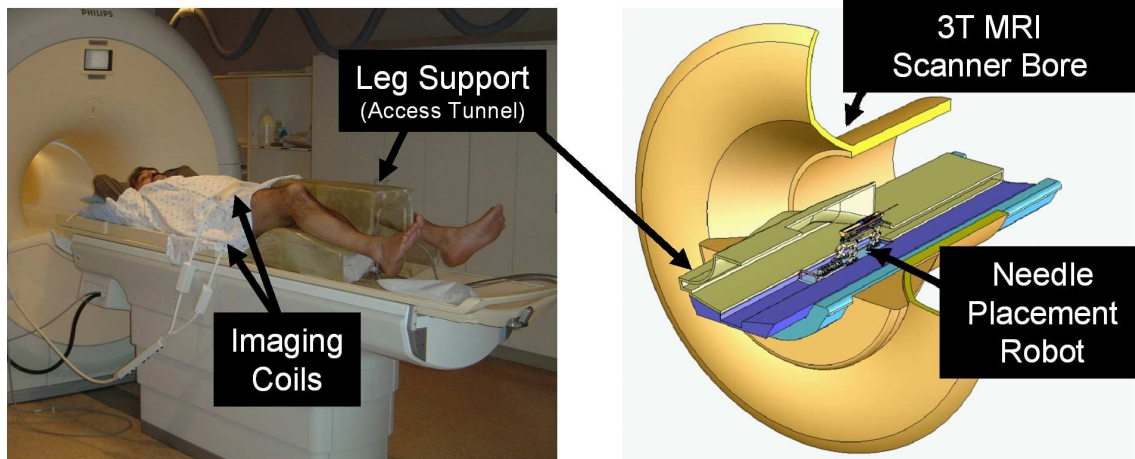 PHILIPS
Leg Support
(Access Tunnel)
Imaging
Coils
3T MRI
Scanner Bore
Needle
Placement
Robot